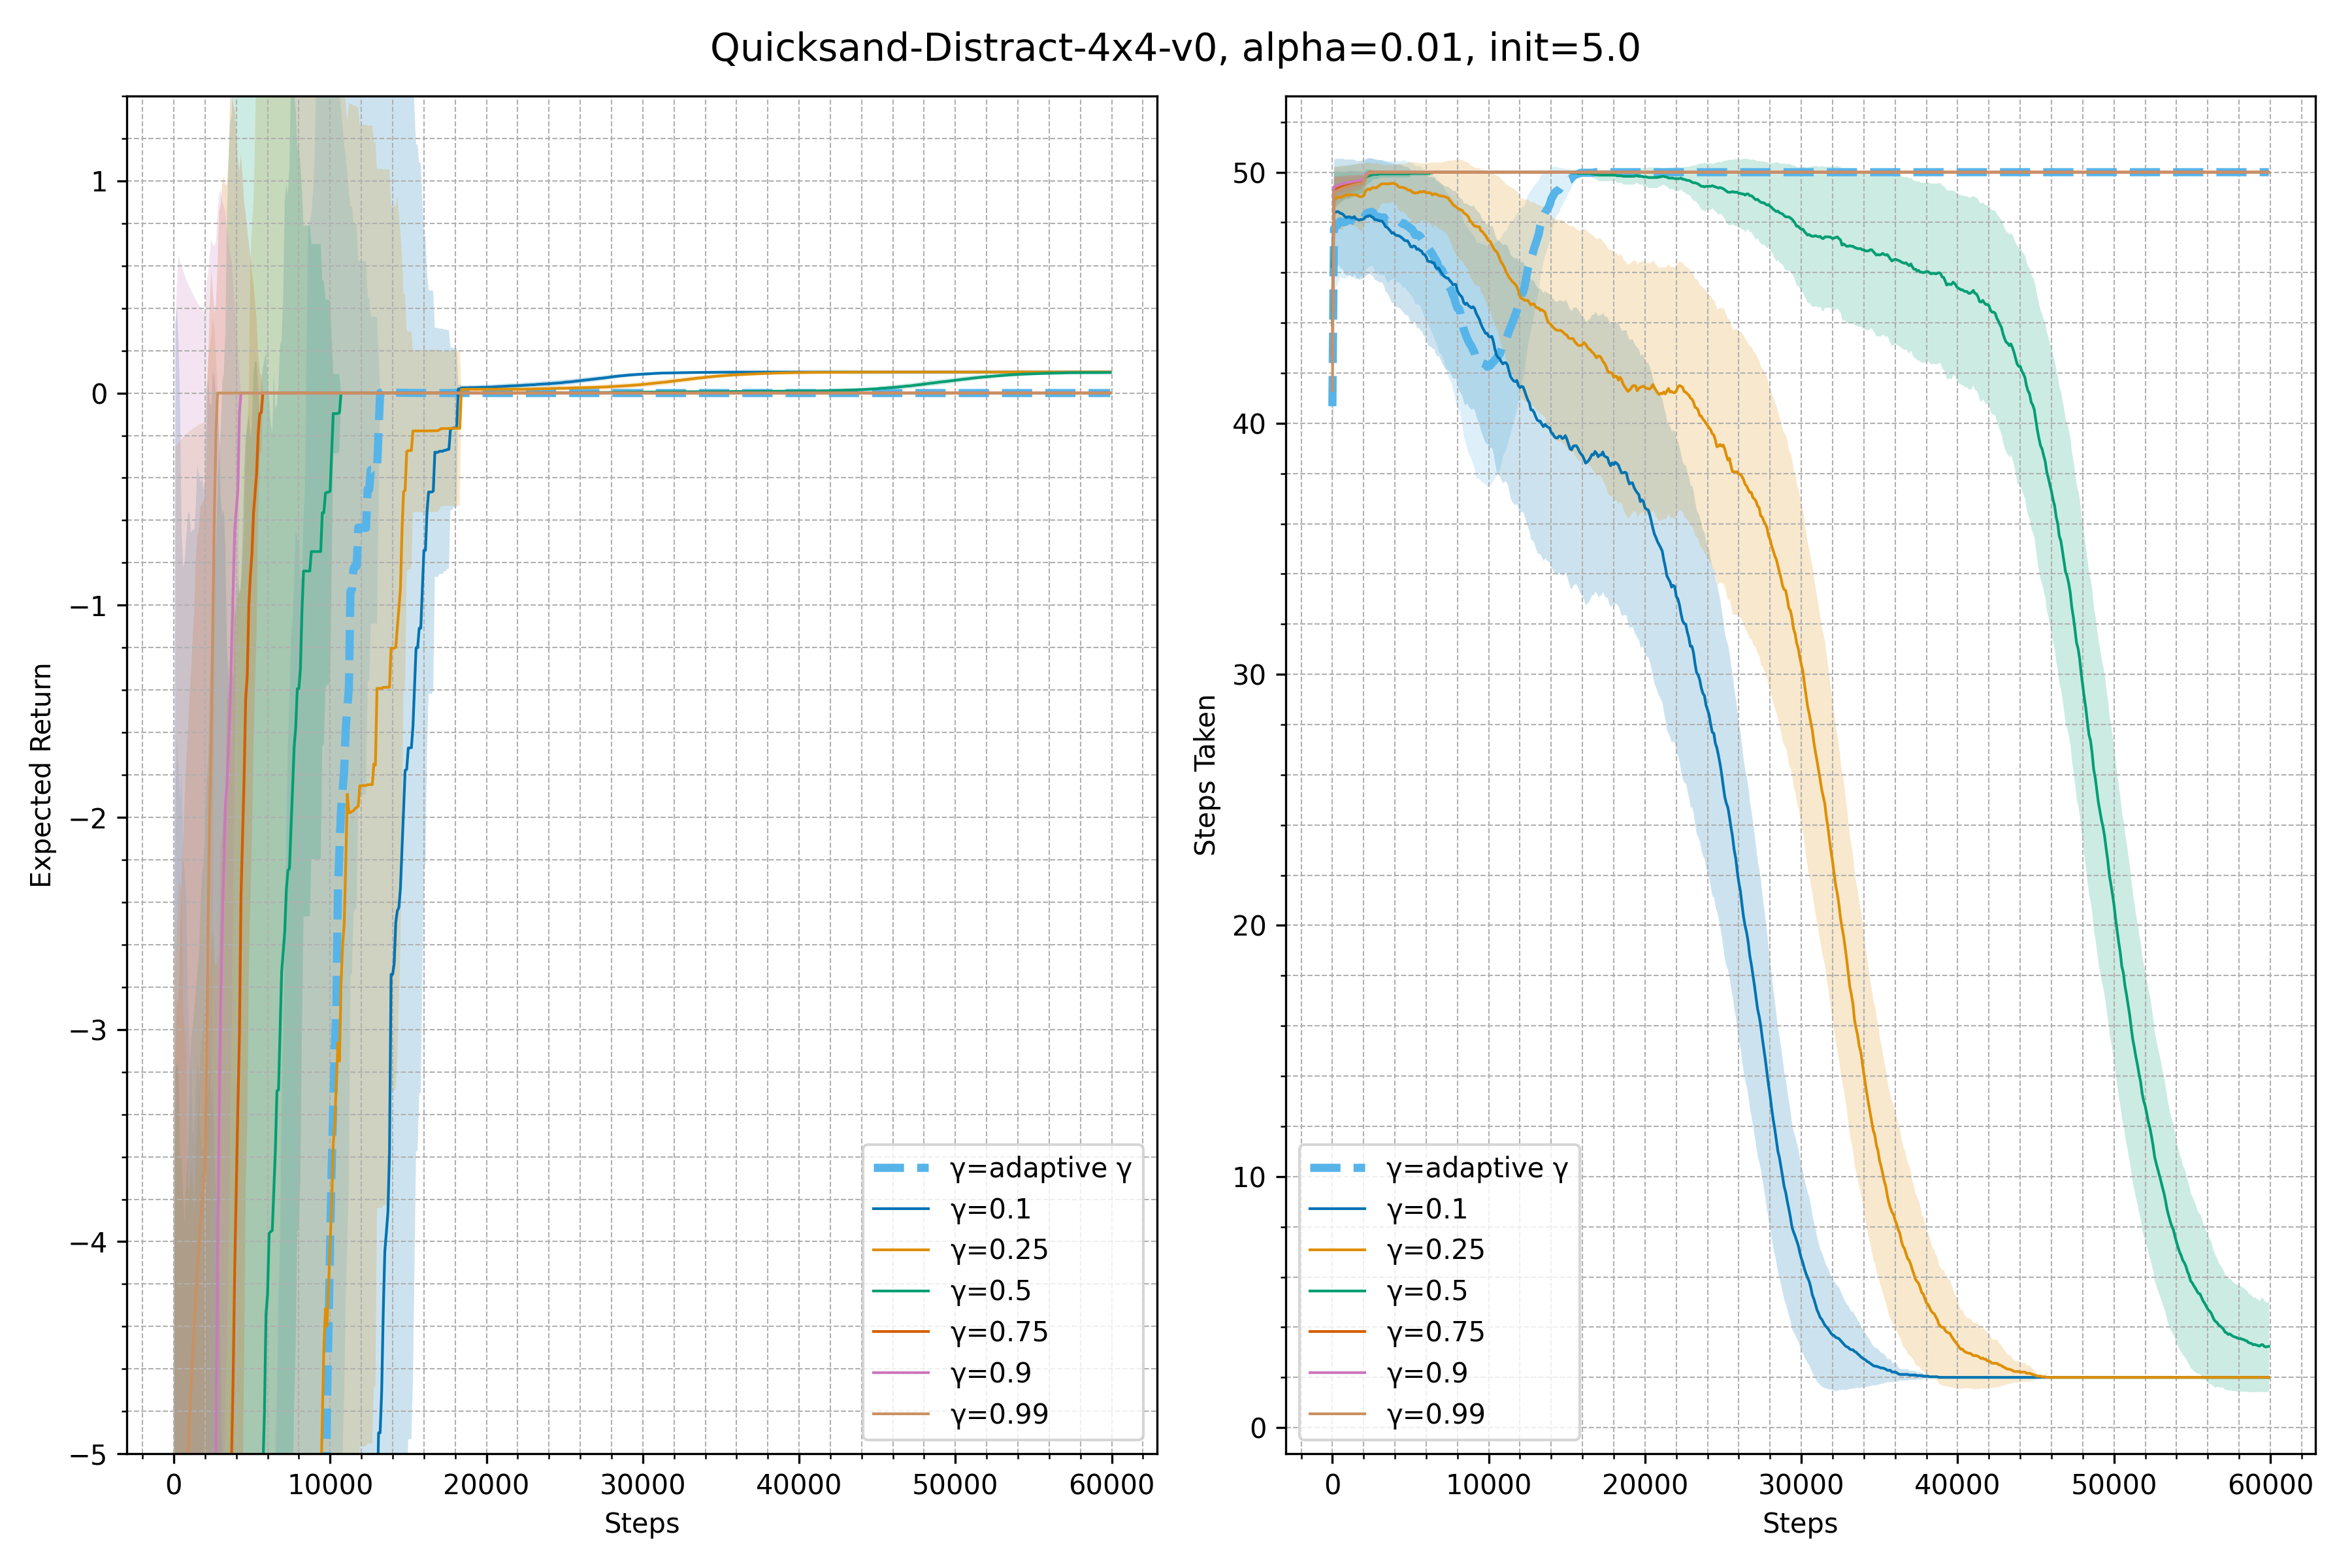 Quicksand-Distract-4x4-v0, alpha=0.01, init=5.0
Expected Return
1
0
−1
−2
−3
−4
−5
0 10000 20000 30000 40000 50000 60000
Steps
γ=adaptive γ
γ=0.1
γ=0.25
γ=0.5
γ=0.75
γ=0.9
γ=0.99
Steps Taken
50
40
30
20
10
0
0 10000 20000 30000 40000 50000 60000
Steps
γ=adaptive γ
γ=0.1
γ=0.25
γ=0.5
γ=0.75
γ=0.9
γ=0.99